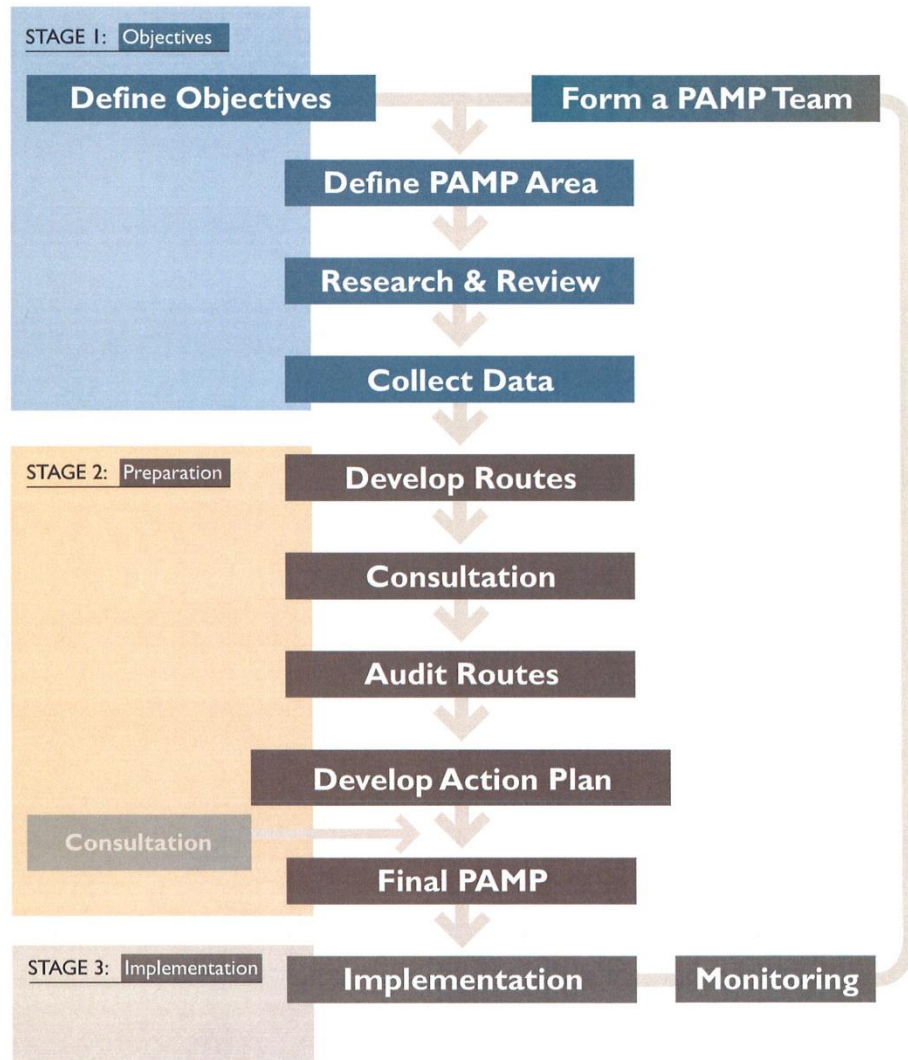 STAGE 1: Objectives
Define Objectives
Form a PAMP Team
Define PAMP Area
Research & Review
Collect Data
STAGE 2: Preparation
Develop Routes
Consultation
Audit Routes
Develop Action Plan
Consultation
Final PAMP
STAGE 3: Implementation
Implementation
Monitoring